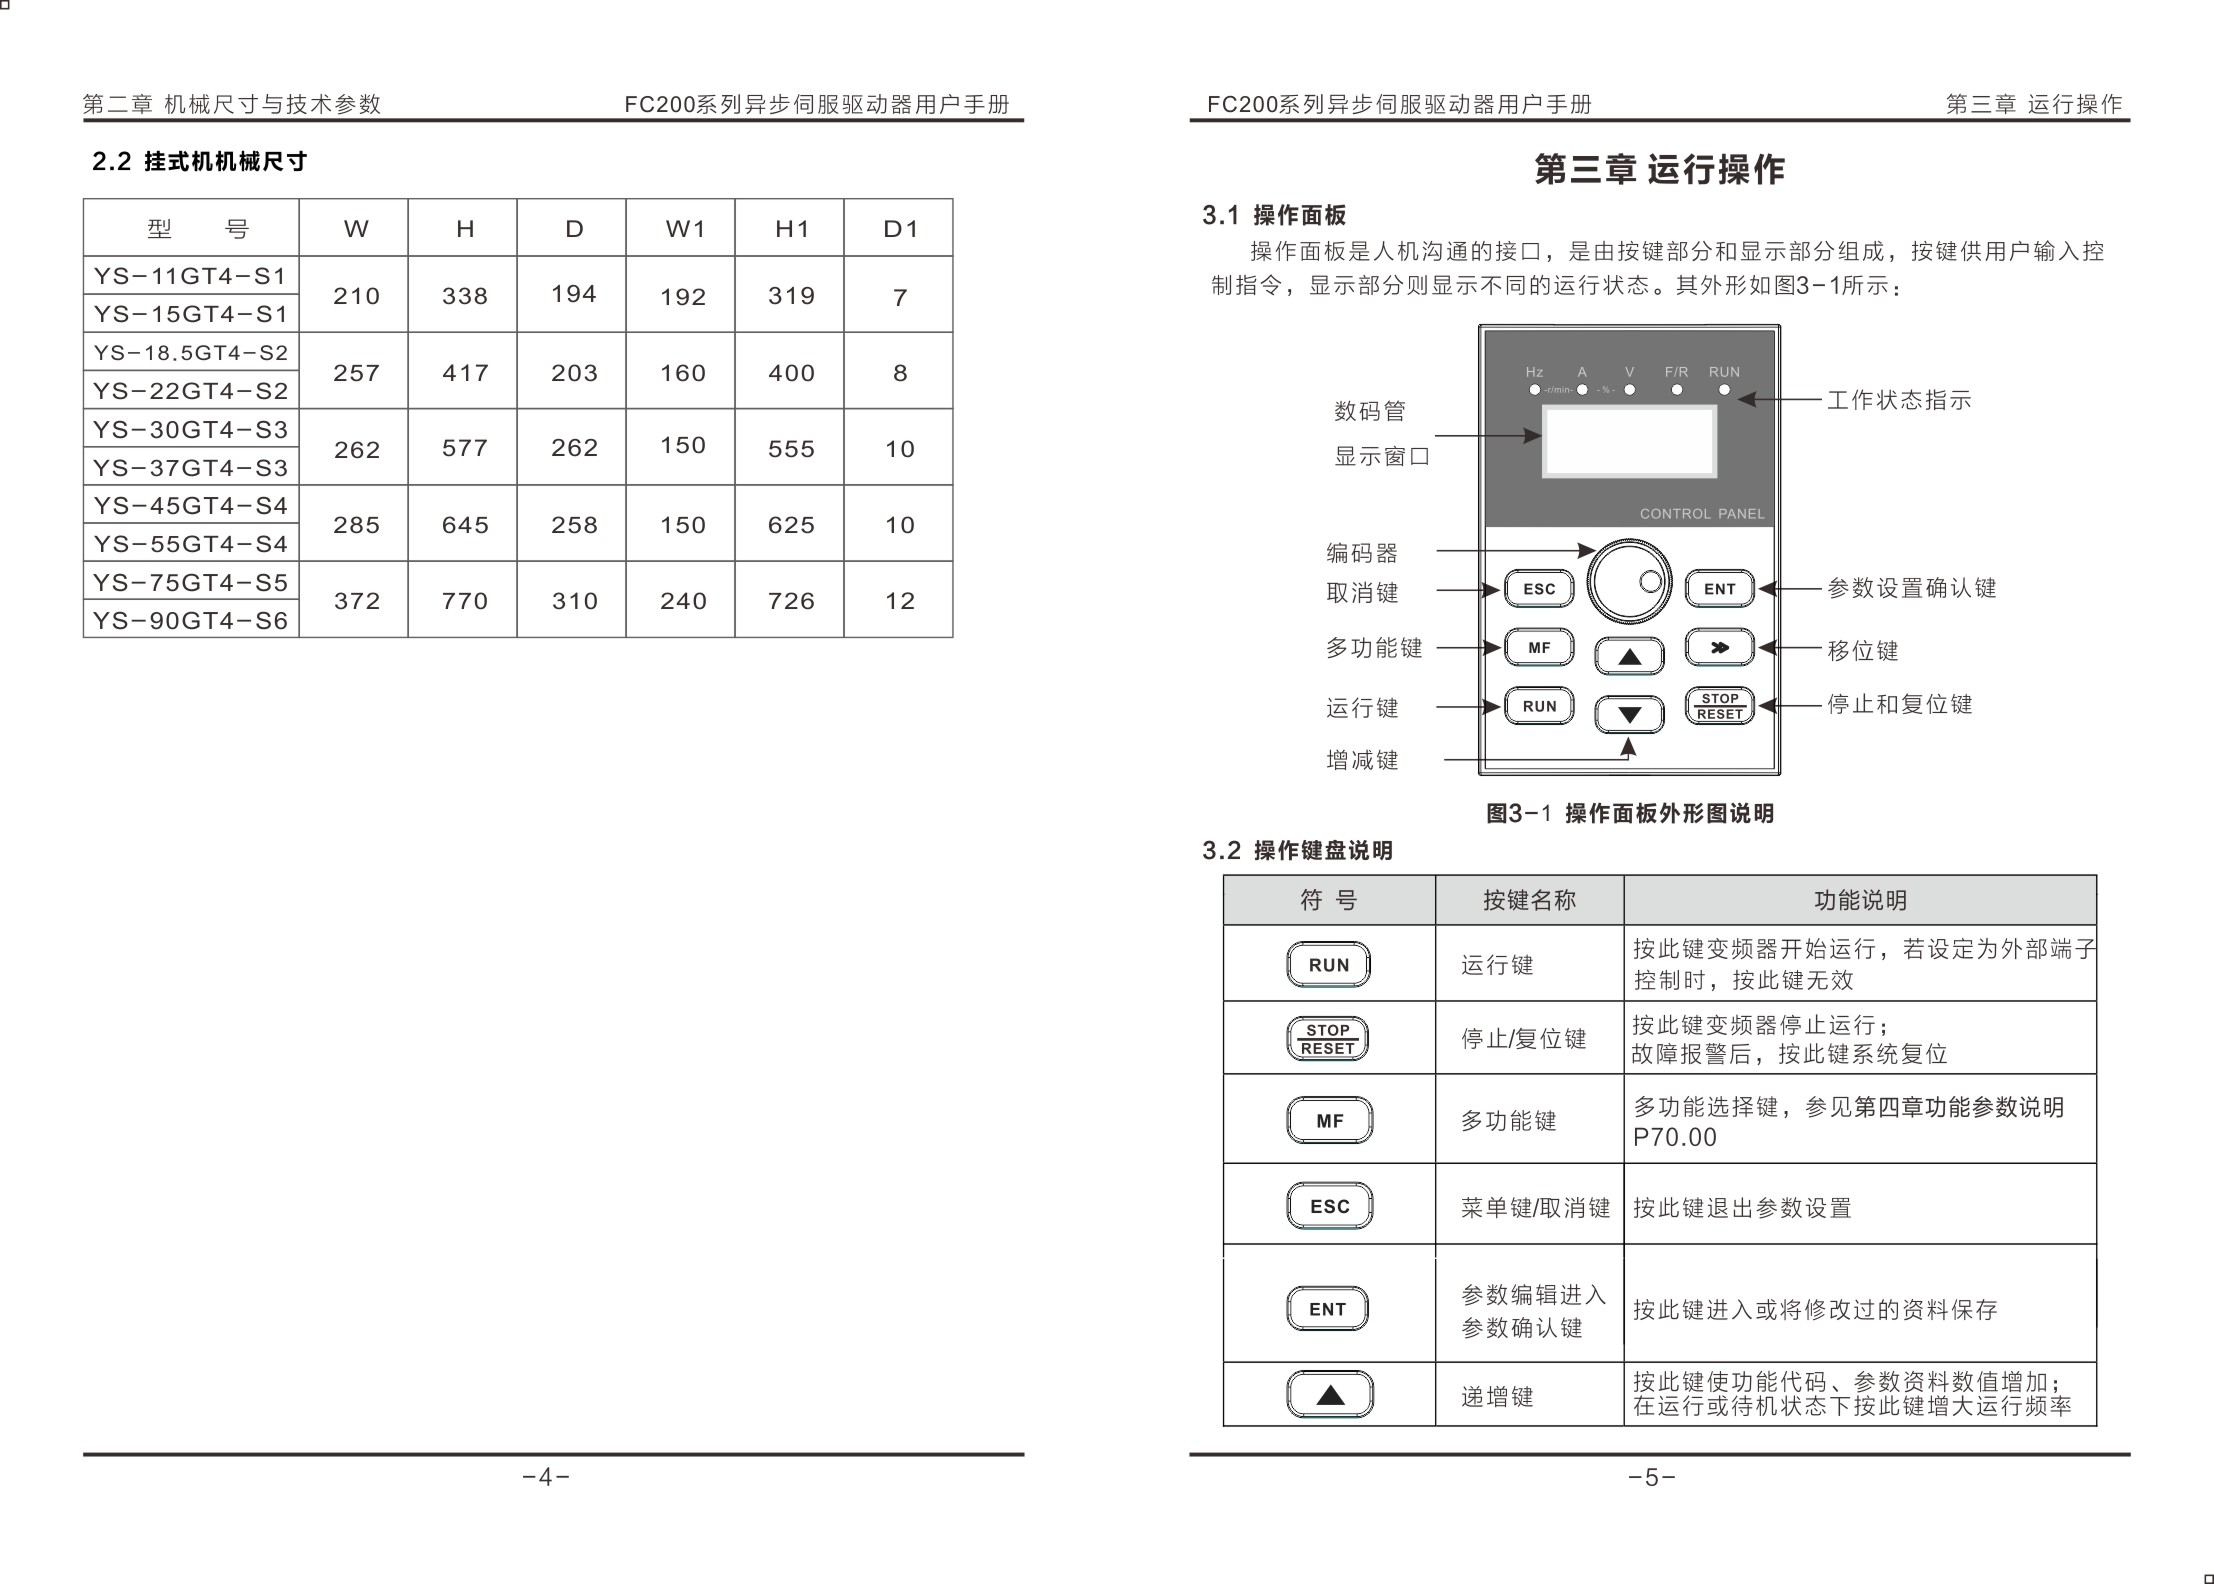 第二章 机械尺寸与技术参数 FC200系列异步伺服驱动器用户手册
2.2 挂式机机械尺寸
型 号 W H D W1 H1 D1
YS-11GT4-S1
YS-15GT4-S1
210 338 194 192 319 7
YS-18.5GT4-S2
YS-22GT4-S2
257 417 203 160 400 8
YS-30GT4-S3
YS-37GT4-S3
262 577 262 150 555 10
YS-45GT4-S4
YS-55GT4-S4
285 645 258 150 625 10
YS-75GT4-S5
YS-90GT4-S6
372 770 310 240 726 12
-4-
FC200系列异步伺服驱动器用户手册 第三章 运行操作
第三章 运行操作
3.1 操作面板
操作面板是人机沟通的接口，是由按键部分和显示部分组成，按键供用户输入控
制指令，显示部分则显示不同的运行状态。其外形如图3-1所示：
Hz A V F/R RUN
-r/min- -%-
工作状态指示
数码管
显示窗口
CONTROL PANEL
编码器
取消键 ESC ENT 参数设置确认键
多功能键 MF 移位键
运行键 RUN STOP 停止和复位键
RESET
增减键
图3-1 操作面板外形图说明
3.2 操作键盘说明
符 号 按键名称 功能说明
RUN 运行键 按此键变频器开始运行，若设定为外部端子
控制时，按此键无效
STOP
RESET
停止/复位键 按此键变频器停止运行；
故障报警后，按此键系统复位
MF 多功能键 多功能选择键，参见第四章功能参数说明
P70.00
ESC 菜单键/取消键 按此键退出参数设置
ENT 参数编辑进入
参数确认键
按此键进入或将修改过的资料保存
▲ 递增键 按此键使功能代码、参数资料数值增加；
在运行或待机状态下按此键增大运行频率
-5-